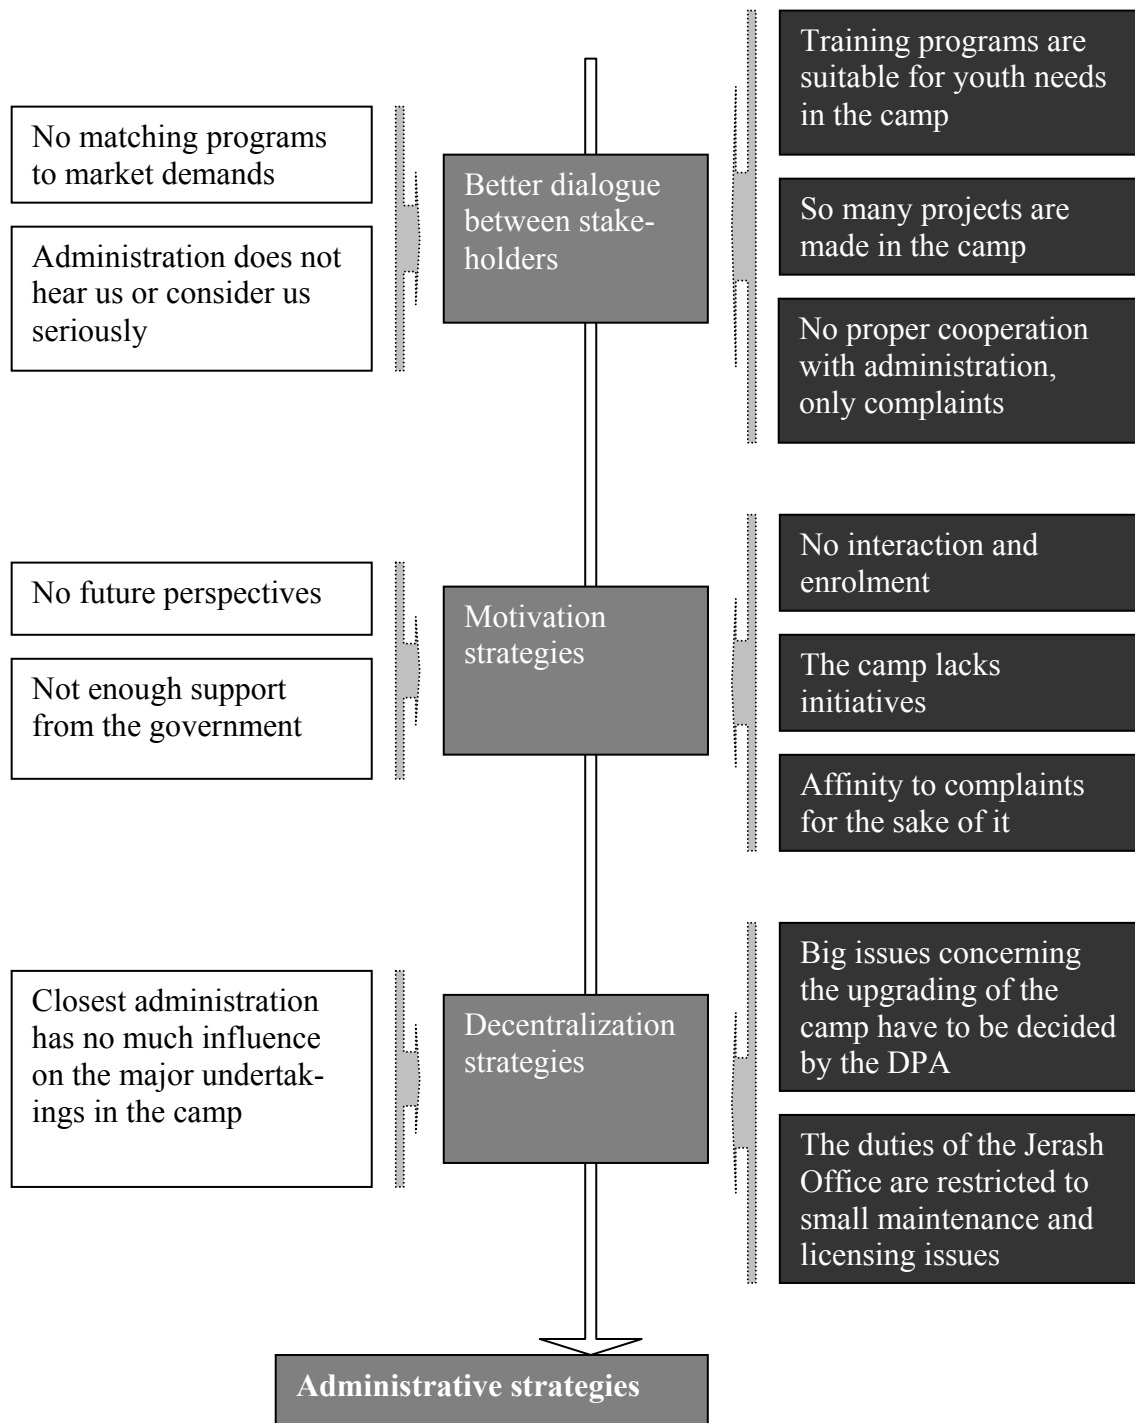 No matching programs
to market demands
Administration does not
hear us or consider us
seriously
Better dialogue
between stake-
holders
Training programs are
suitable for youth needs
in the camp
So many projects are
made in the camp
No proper cooperation
with administration,
only complaints
No future perspectives
Not enough support
from the government
Motivation
strategies
No interaction and
enrolment
The camp lacks
initiatives
Affinity to complaints
for the sake of it
Closest administration
has no much influence
on the major undertak-
ings in the camp
Decentralization
strategies
Big issues concerning
the upgrading of the
camp have to be decided
by the DPA
The duties of the Jerash
Office are restricted to
small maintenance and
licensing issues
Administrative strategies